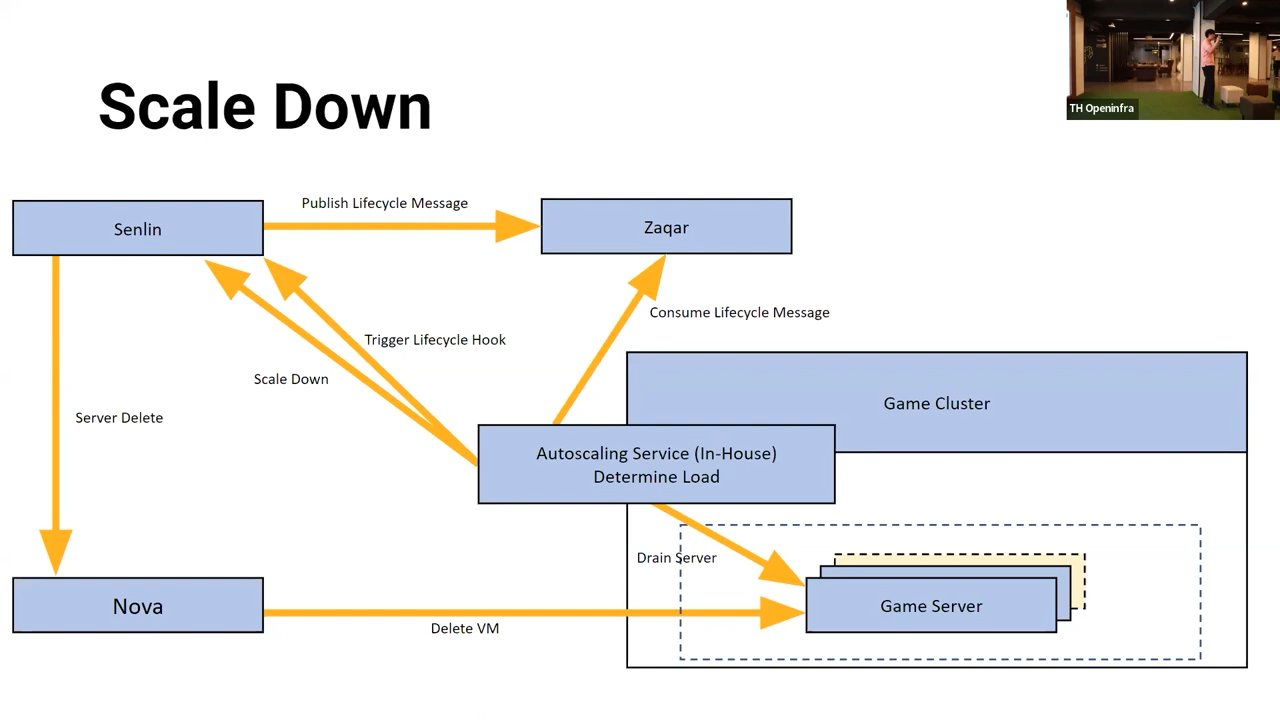 TH Openinfra
Scale Down
Publish Lifecycle Message
Senlin
Zaqar
Consume Lifecycle Message
Trigger Lifecycle Hook
Scale Down
Server Delete
Game Cluster
Autoscaling Service (In-House)
Determine Load
Drain Server
Nova
Game Server
Delete VM